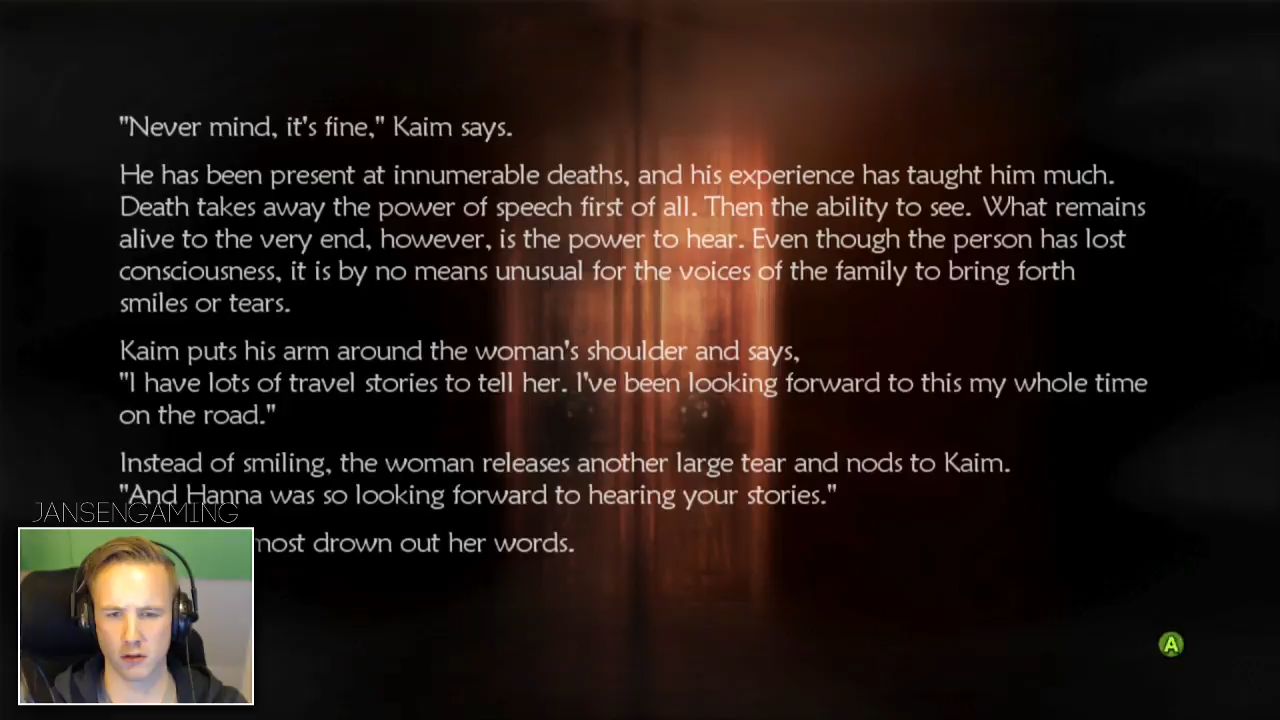 "Never mind, it's fine," Kaim says.
He has been present at innumerable deaths, and his experience has taught him much.
Death takes away the power of speech first of all. Then the ability to see. What remains
alive to the very end, however, is the power to hear. Even though the person has lost
consciousness, it is by no means unusual for the voices of the family to bring forth
smiles or tears.
Kaim puts his arm around the woman's shoulder and says,
"I have lots of travel stories to tell her. I've been looking forward to this my whole time
on the road."
Instead of smiling, the woman releases another large tear and nods to Kaim.
"And Hanna was so looking forward to hearing your stories."
JANSENGAMING
most drown out her words.
A